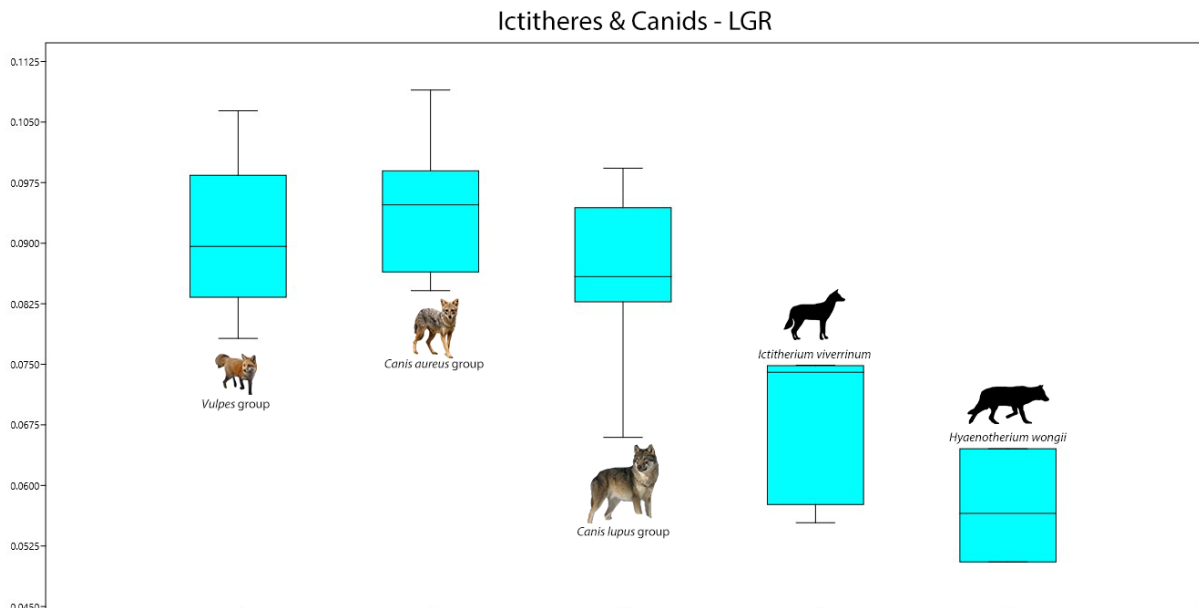 Ictitheres & Canids - LGR
0.1125
0.1050
0.0975
0.0900
0.0825
0.0750
0.0675
0.0600
0.0525
0.0450
Vulpes group
Canis aureus group
Canis lupus group
Ictitherium viverrinum
Hyaenotherium wongii